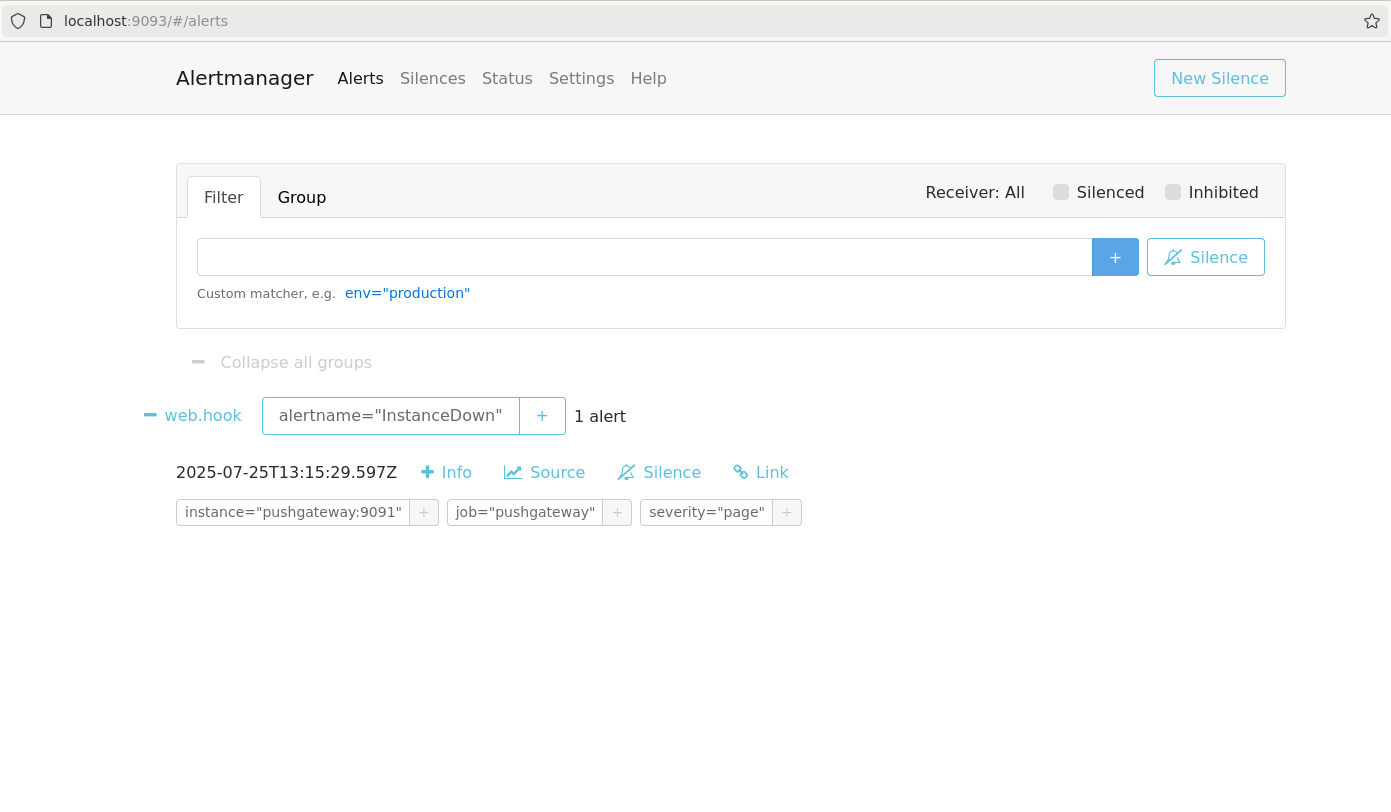 localhost:9093/#/alerts
Alertmanager Alerts Silences Status Settings Help New Silence
Filter Group Receiver: All Silenced Inhibited
+ Silence
Custom matcher, e.g. env="production"
Collapse all groups
web.hook alertname="InstanceDown" + 1 alert
2025-07-25T13:15:29.597Z Info Source Silence Link
instance="pushgateway:9091" + job="pushgateway" + severity="page" +